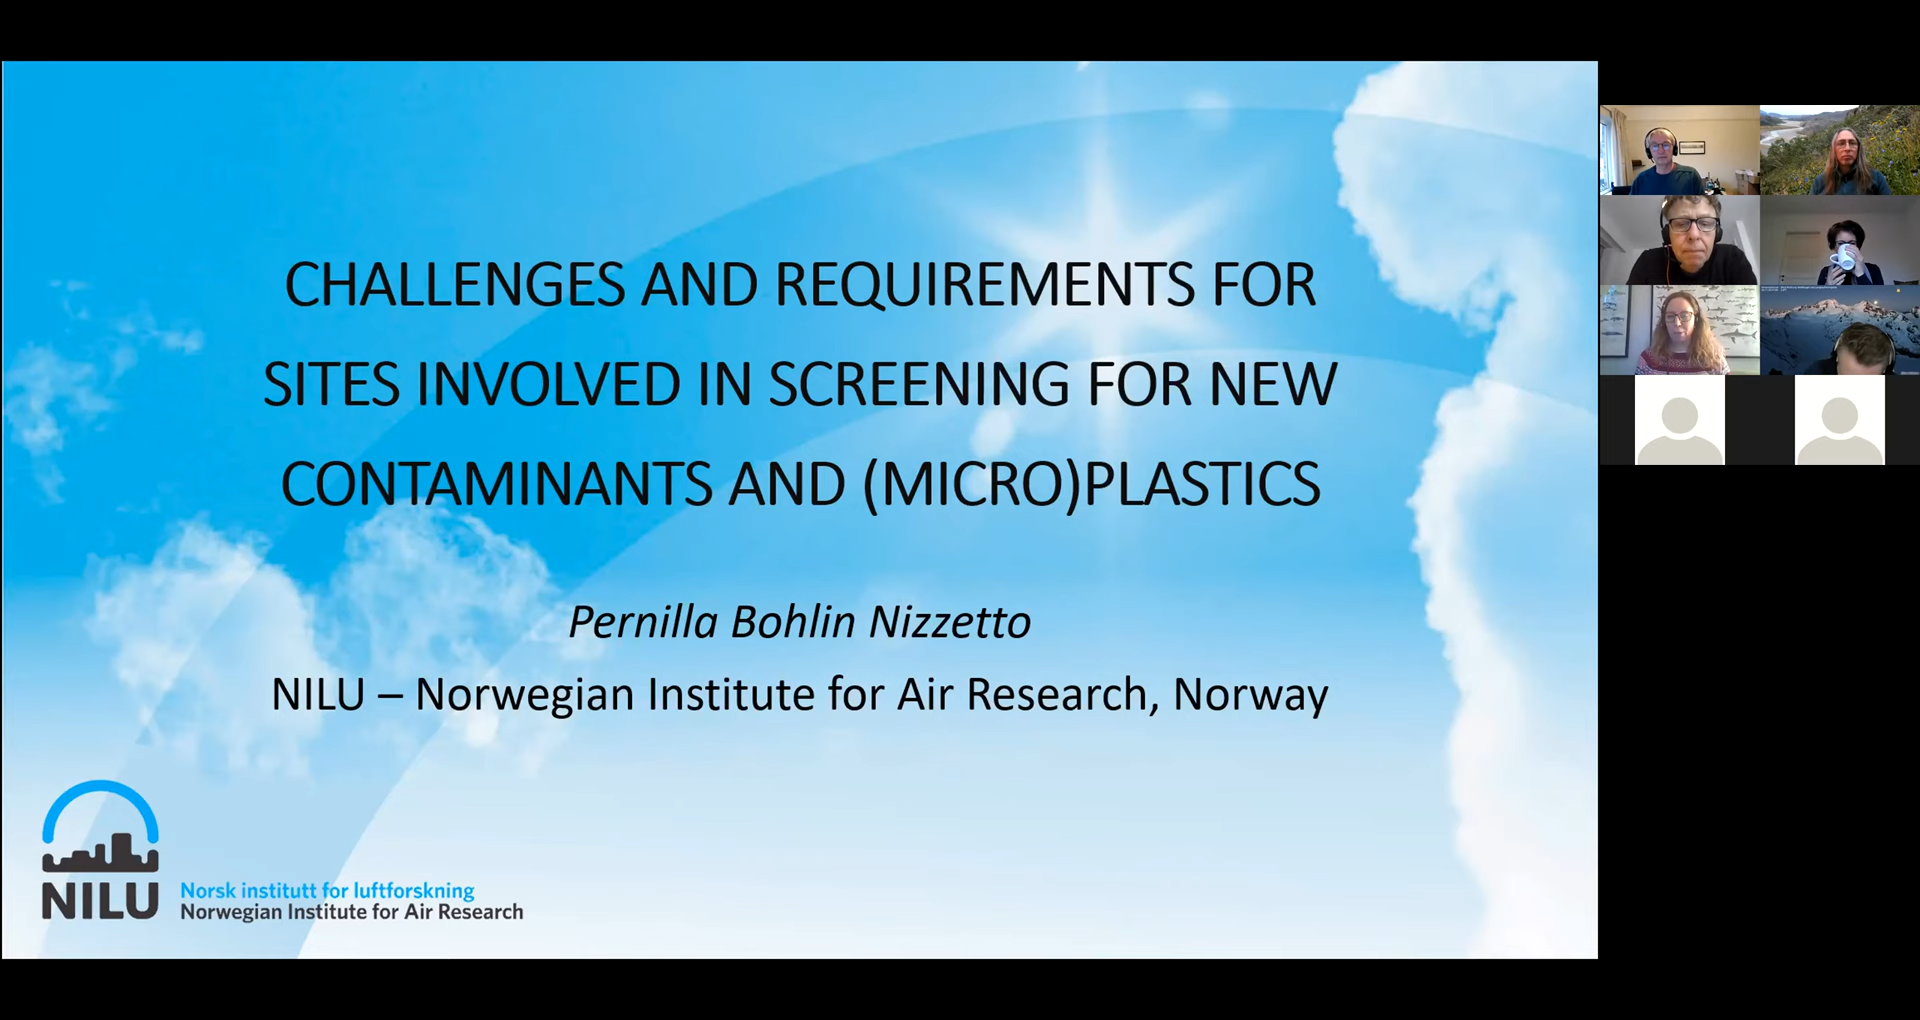 CHALLENGES AND REQUIREMENTS FOR
SITES INVOLVED IN SCREENING FOR NEW
CONTAMINANTS AND (MICRO)PLASTICS
Pernilla Bohlin Nizzetto
NILU – Norwegian Institute for Air Research, Norway
NILU
Norsk institutt for luftforskning
Norwegian Institute for Air Research